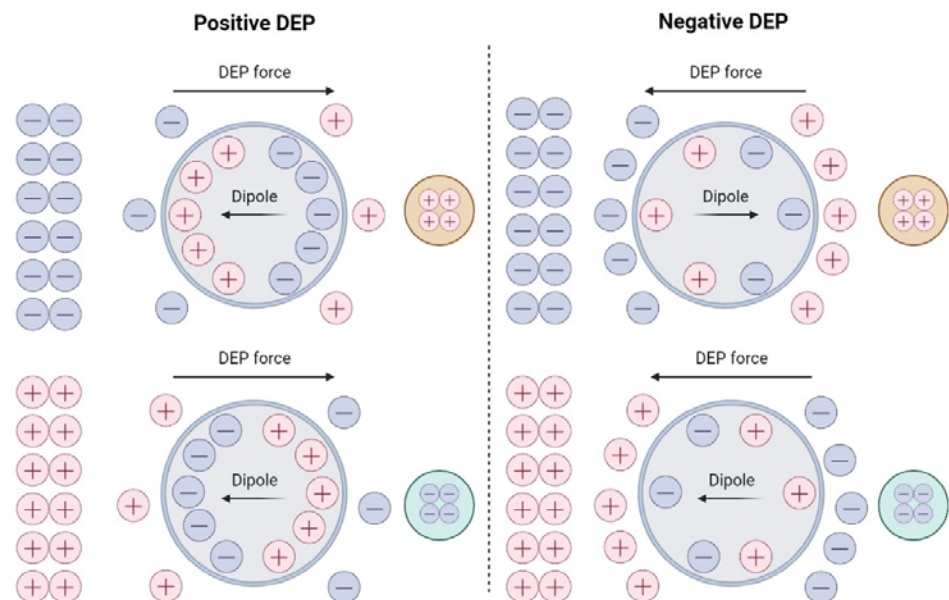 Positive DEP
Negative DEP
DEP force
DEP force
Dipole
Dipole
DEP force
DEP force
Dipole
Dipole